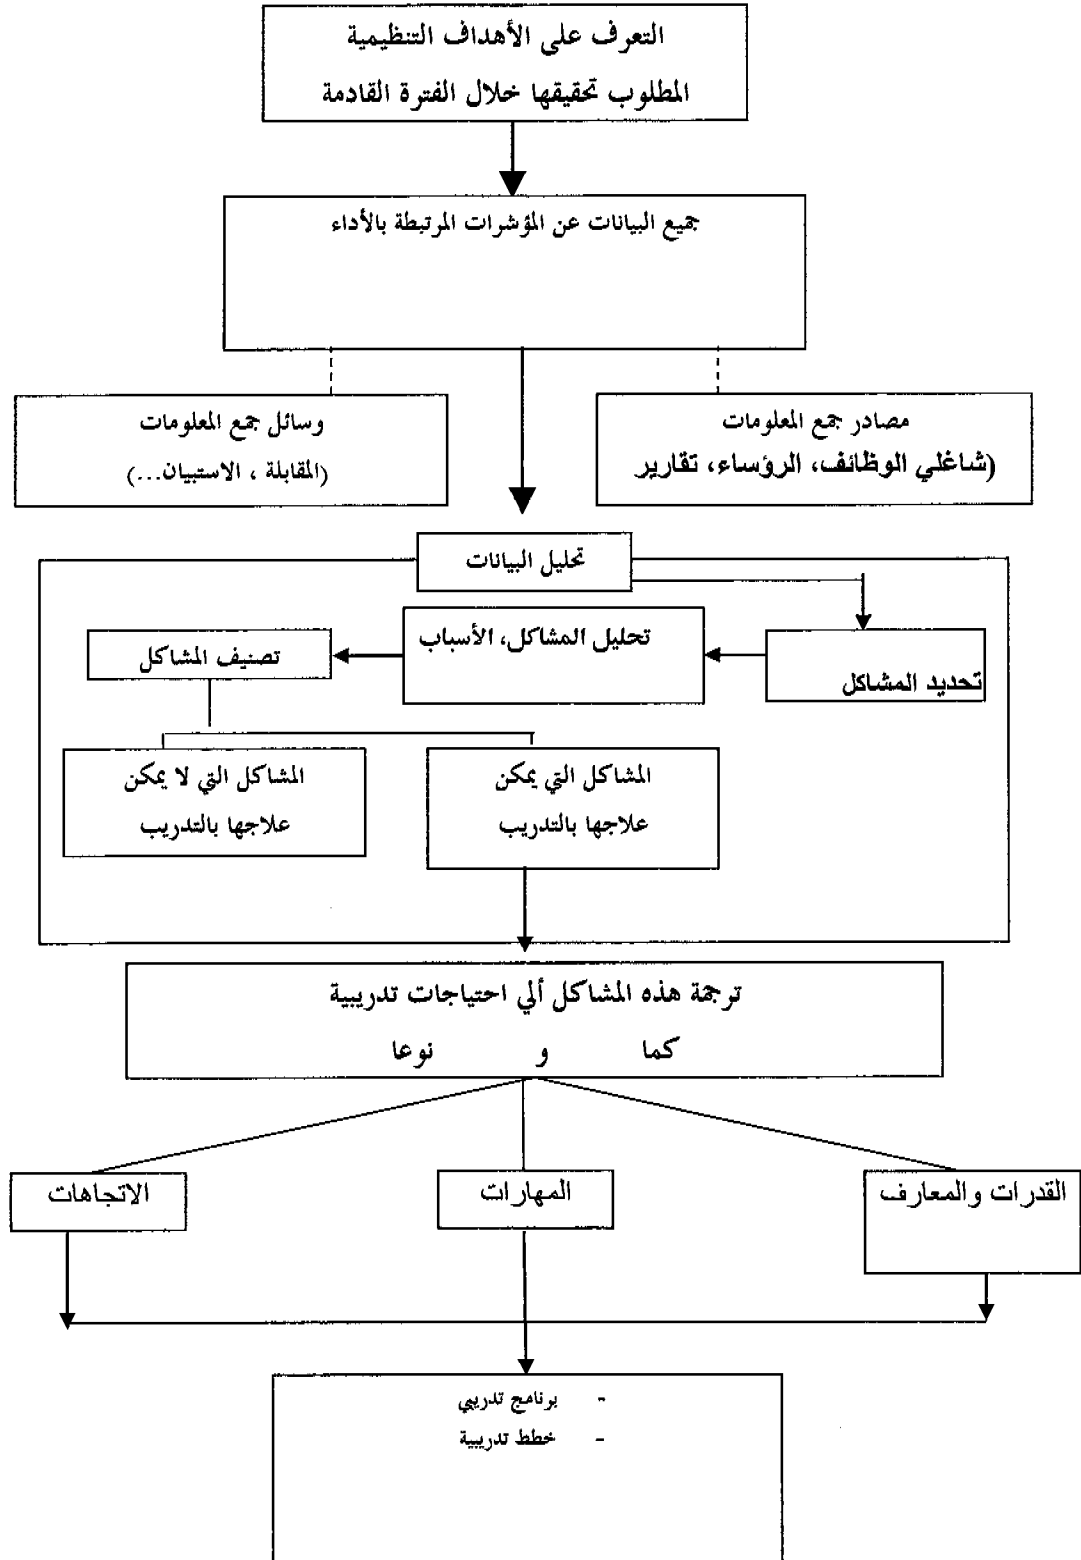 التعرف على الأهداف التنظيمية
المطلوب تحقيقها خلال الفترة القادمة
جميع البيانات عن المؤشرات المرتبطة بالأداء
مصادر جمع المعلومات
(شاغلي الوظائف، الرؤساء، تقارير
وسائل جمع المعلومات
(المقابلة ، الاستبيان...)
تحليل البيانات
تحديد المشاكل
تحليل المشاكل، الأسباب
تصنيف المشاكل
المشاكل التي يمكن
علاجها بالتدريب
المشاكل التي لا يمكن
علاجها بالتدريب
ترجمة هذه المشاكل ألي احتياجات تدريبية
كما و نوعا
القدرات والمعارف
المهارات
الاتجاهات
- برنامج تدريبي
- خطط تدريبية